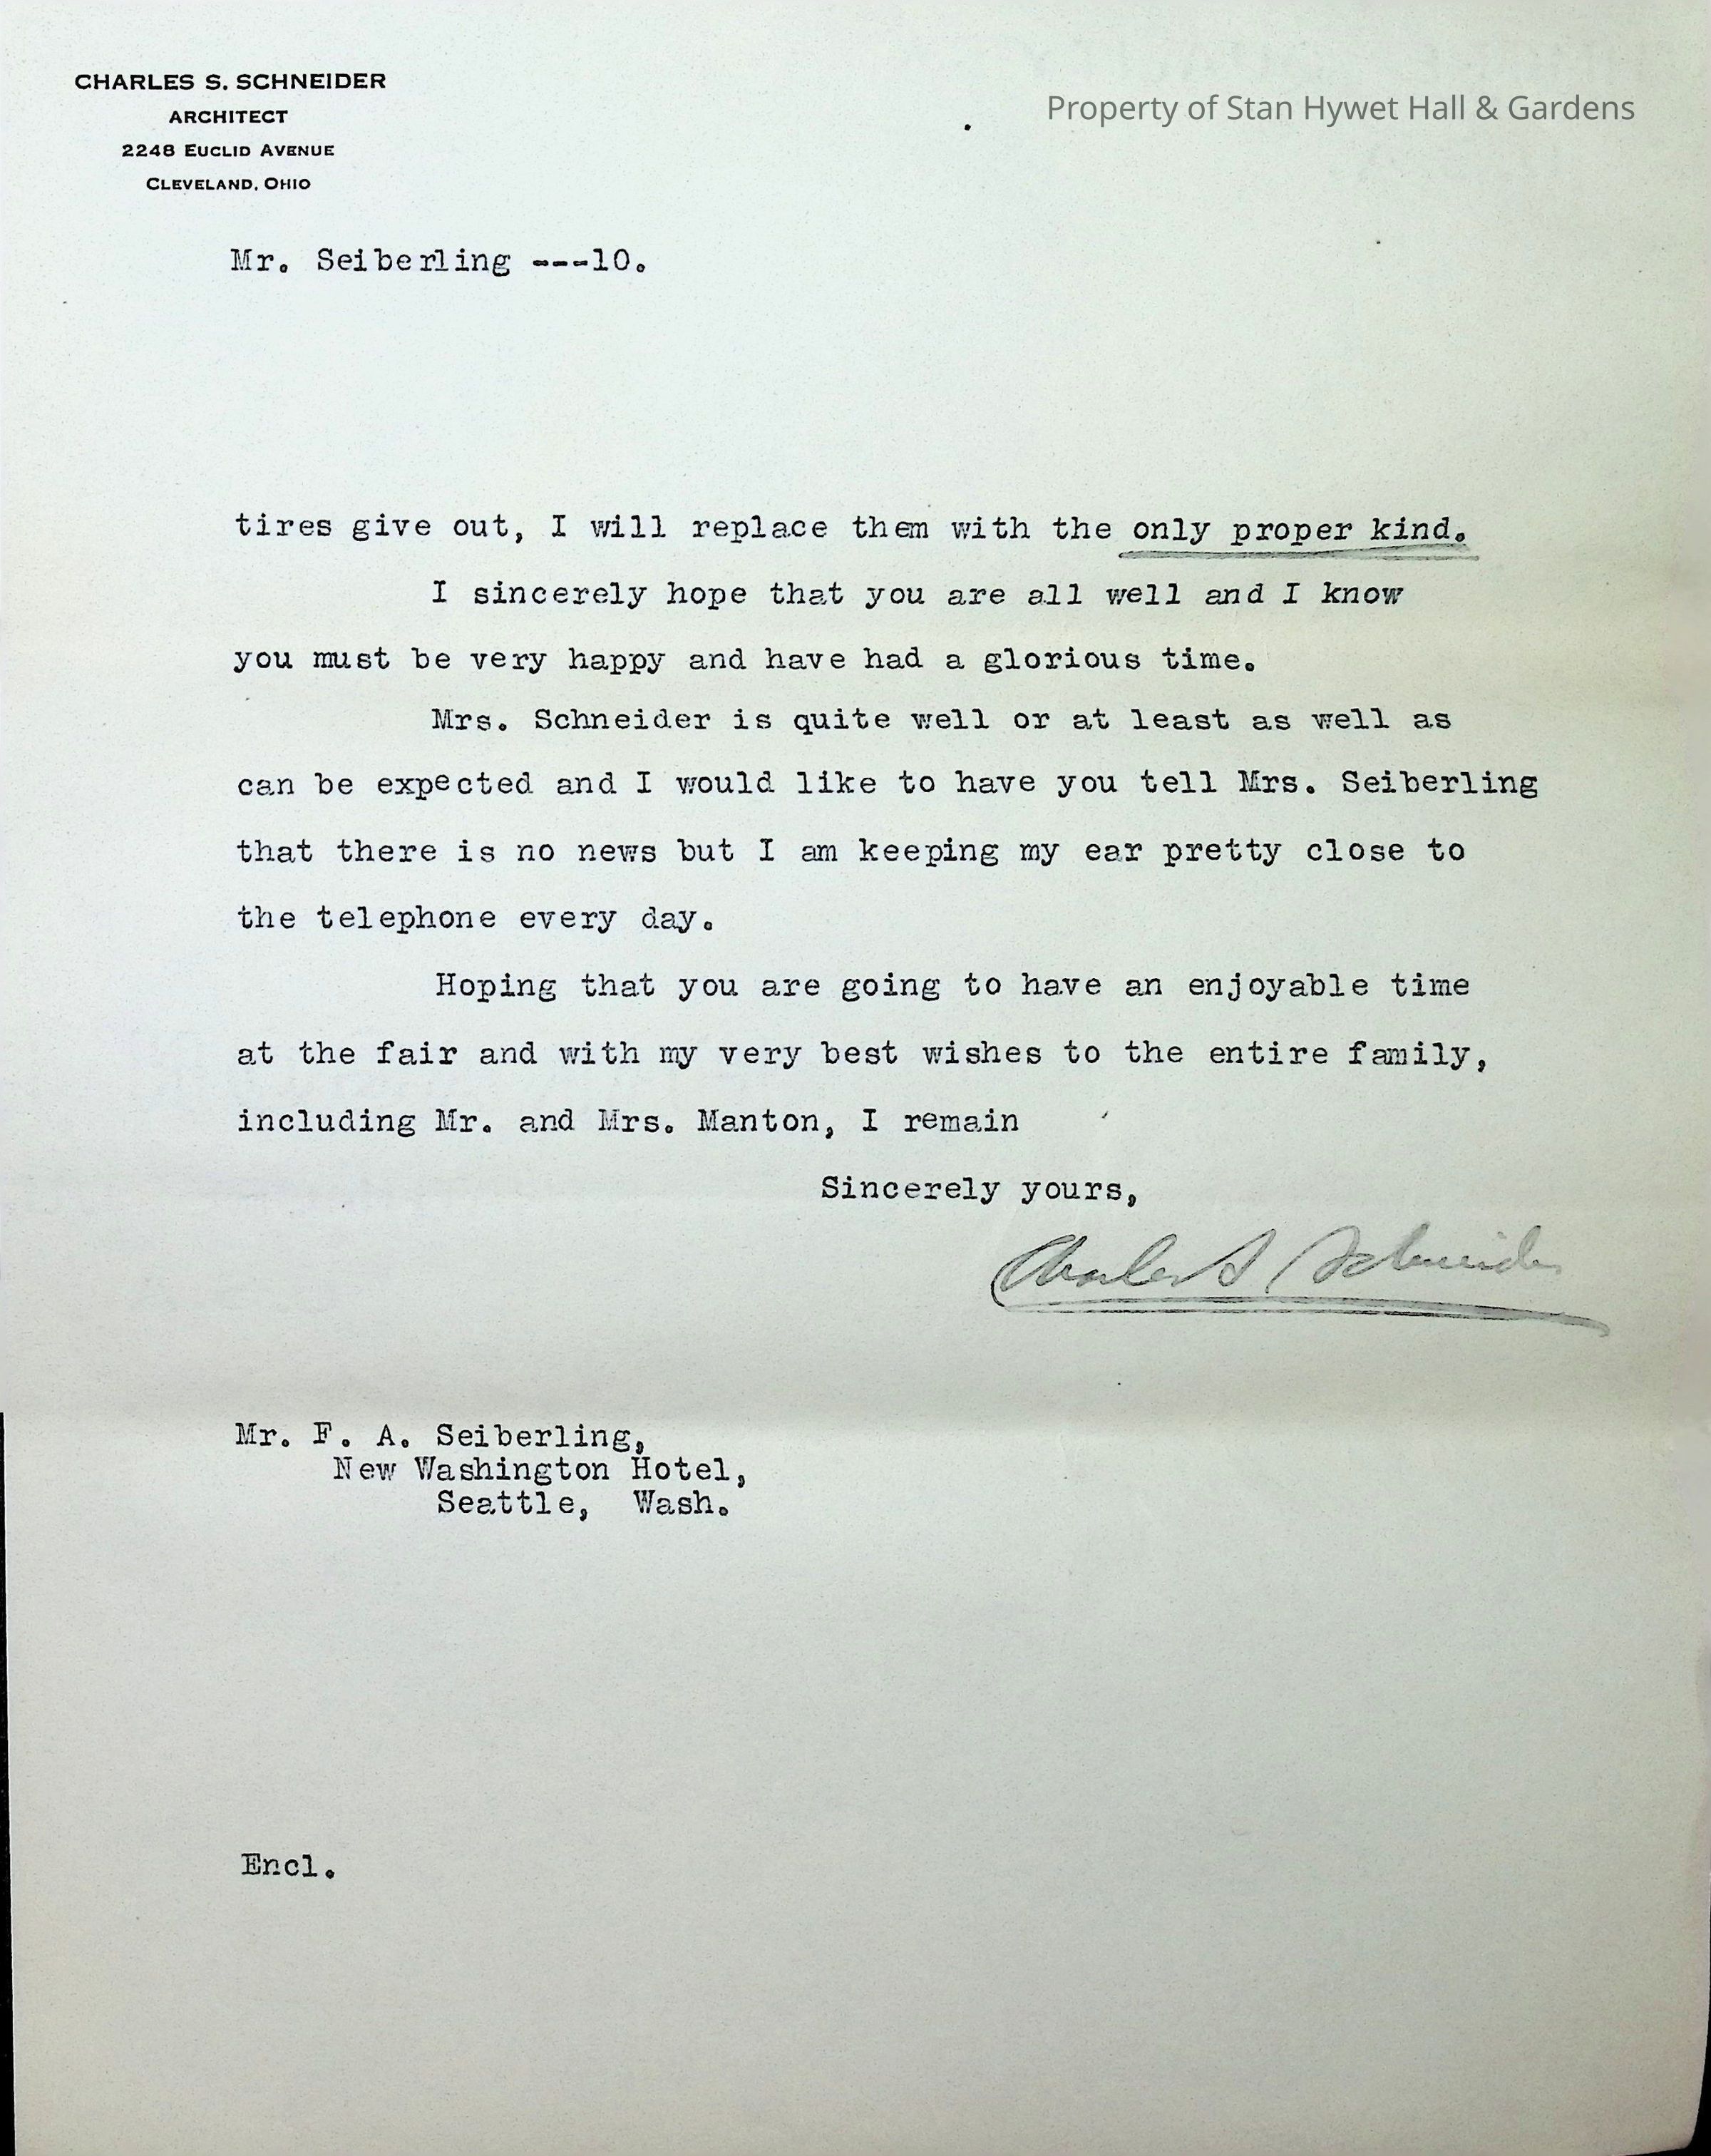 CHARLES S. SCHNEIDER
ARCHITECT
2248 EUCLID AVENUE
CLEVELAND, OHIO
Property of Stan Hywet Hall & Gardens
Mr. Seiberling ---10.
tires give out, I will replace them with the only proper kind.
I sincerely hope that you are all well and I know
you must be very happy and have had a glorious time.
Mrs. Schneider is quite well or at least as well as
can be expected and I would like to have you tell Mrs. Seiberling
that there is no news but I am keeping my ear pretty close to
the telephone every day.
Hoping that you are going to have an enjoyable time
at the fair and with my very best wishes to the entire family,
including Mr. and Mrs. Manton, I remain
Sincerely yours,
Charles S Schneider
Mr. F. A. Seiberling,
New Washington Hotel,
Seattle, Wash.
Encl.